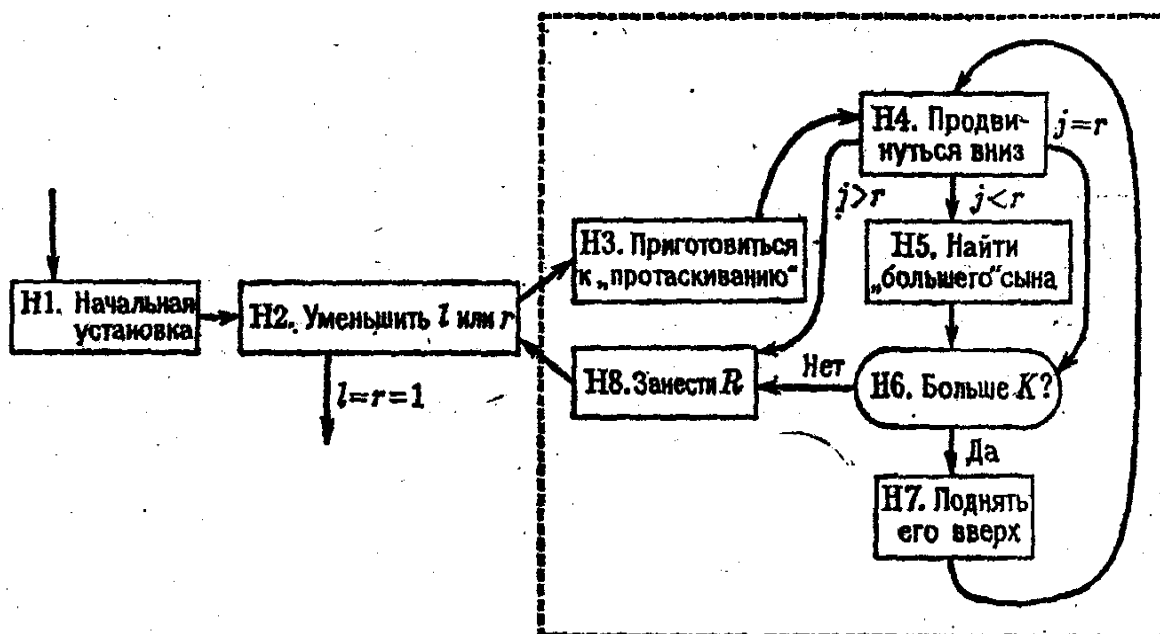 H1. Начальная
установка
H2. Уменьшить l или r
l=r=1
H3. Приготовиться
к „протаскиванию“
H4. Продви-
нуться вниз
j=r
j>r
j<r
H5. Найти
„большего“ сына
H6. Больше K?
Нет
H8. Занести R
Да
H7. Поднять
его вверх